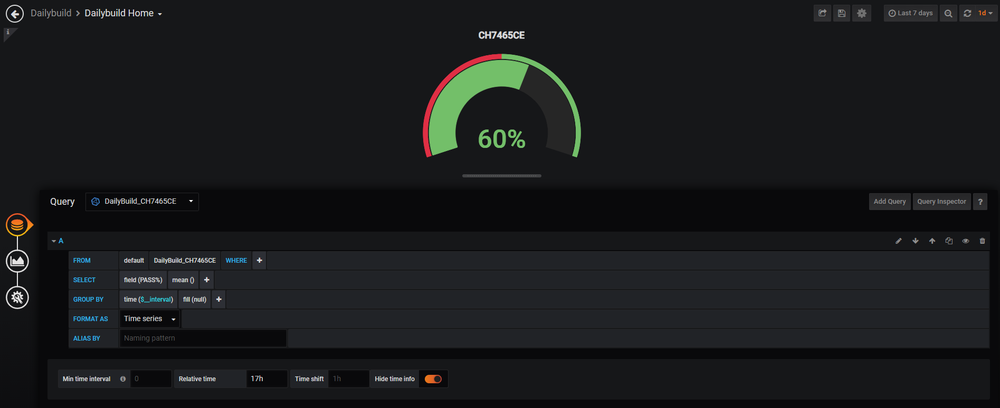 Dailybuild > Dailybuild Home
Last 7 days
1d
i
CH7465CE
60%
Query
DailyBuild_CH7465CE
Add Query
Query Inspector
?
A
FROM default DailyBuild_CH7465CE WHERE +
SELECT field (PASS%) mean () +
GROUP BY time ($__interval) fill (null) +
FORMAT AS Time series
ALIAS BY Naming pattern
Min time interval 0 Relative time 17h Time shift 1h Hide time info